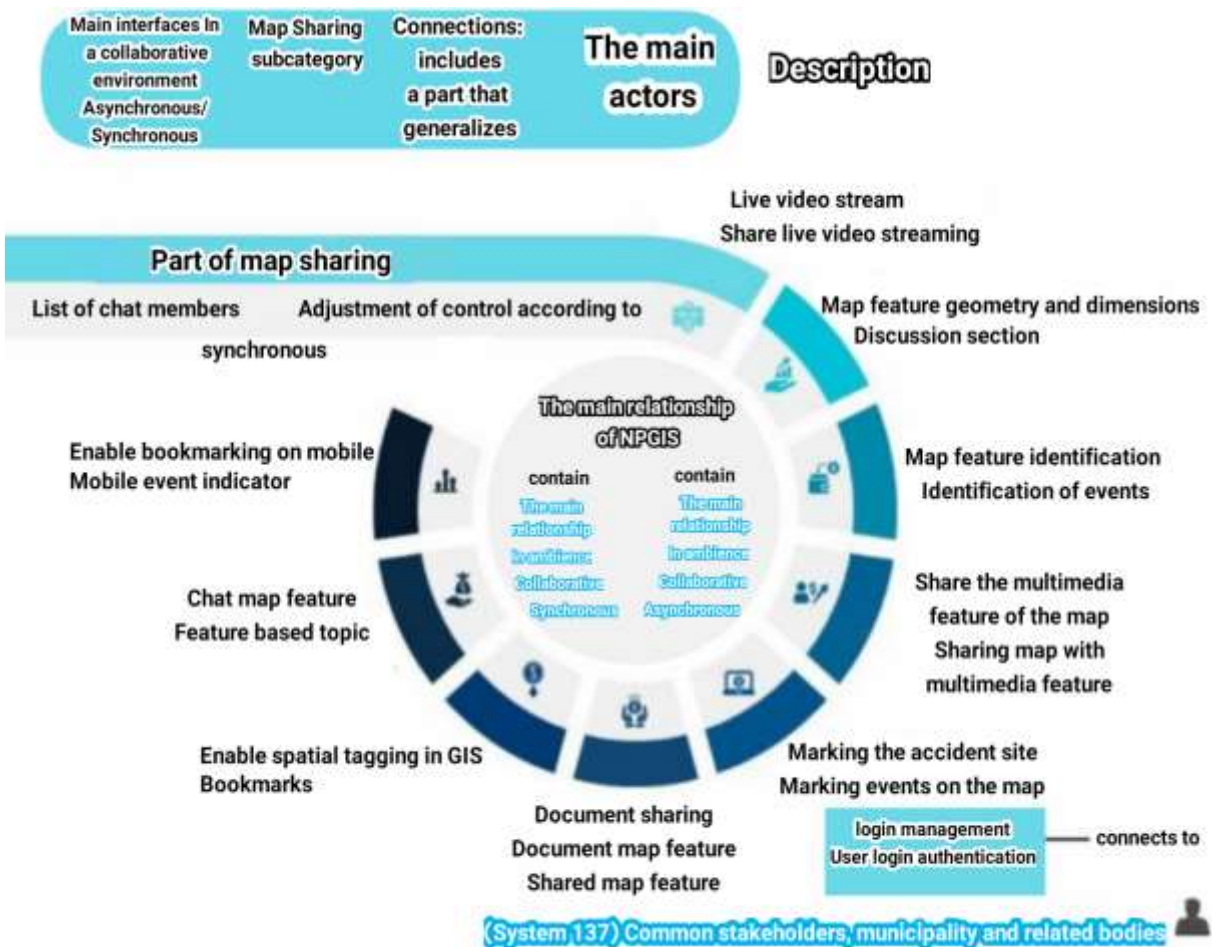 Main interfaces In
a collaborative
environment
Asynchronous/
Synchronous
Map Sharing
subcategory
Connections:
includes
a part that
generalizes
The main
actors
Description
Live video stream
Share live video streaming
Part of map sharing
List of chat members
Adjustment of control according to
synchronous
Map feature geometry and dimensions
Discussion section
The main relationship
of NPGIS
contain
The main
relationship
In ambience
Collaborative
Synchronous
contain
The main
relationship
In ambience
Collaborative
Asynchronous
Enable bookmarking on mobile
Mobile event indicator
Map feature identification
Identification of events
Chat map feature
Feature based topic
Share the multimedia
feature of the map
Sharing map with
multimedia feature
Enable spatial tagging in GIS
Bookmarks
Marking the accident site
Marking events on the map
Document sharing
Document map feature
Shared map feature
login management
User login authentication
connects to
(System 137) Common stakeholders, municipality and related bodies